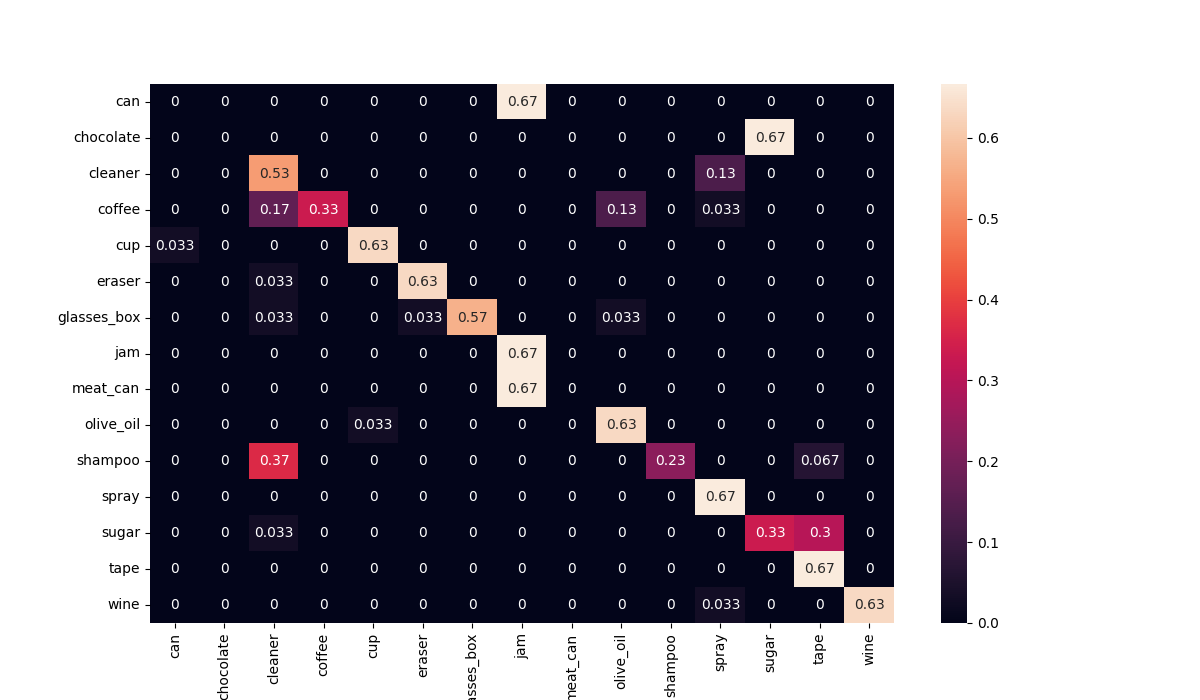 can 0 0 0 0 0 0 0 0.67 0 0 0 0 0 0 0
chocolate 0 0 0 0 0 0 0 0 0 0 0 0 0.67 0 0
cleaner 0 0 0.53 0 0 0 0 0 0 0 0 0.13 0 0 0
coffee 0 0 0.17 0.33 0 0 0 0 0 0.13 0 0.033 0 0 0
cup 0.033 0 0 0 0.63 0 0 0 0 0 0 0 0 0 0
eraser 0 0 0.033 0 0 0.63 0 0 0 0 0 0 0 0 0
glasses_box 0 0 0.033 0 0 0.033 0.57 0 0 0.033 0 0 0 0 0
jam 0 0 0 0 0 0 0 0.67 0 0 0 0 0 0 0
meat_can 0 0 0 0 0 0 0 0.67 0 0 0 0 0 0 0
olive_oil 0 0 0 0 0.033 0 0 0 0 0.63 0 0 0 0 0
shampoo 0 0 0.37 0 0 0 0 0 0 0 0.23 0 0 0.067 0
spray 0 0 0 0 0 0 0 0 0 0 0 0.67 0 0 0
sugar 0 0 0.033 0 0 0 0 0 0 0 0 0 0.33 0.3 0
tape 0 0 0 0 0 0 0 0 0 0 0 0 0 0.67 0
wine 0 0 0 0 0 0 0 0 0 0 0 0.033 0 0 0.63
can
chocolate
cleaner
coffee
cup
eraser
asses_box
jam
meat_can
olive_oil
shampoo
spray
sugar
tape
wine
0.6
0.5
0.4
0.3
0.2
0.1
0.0